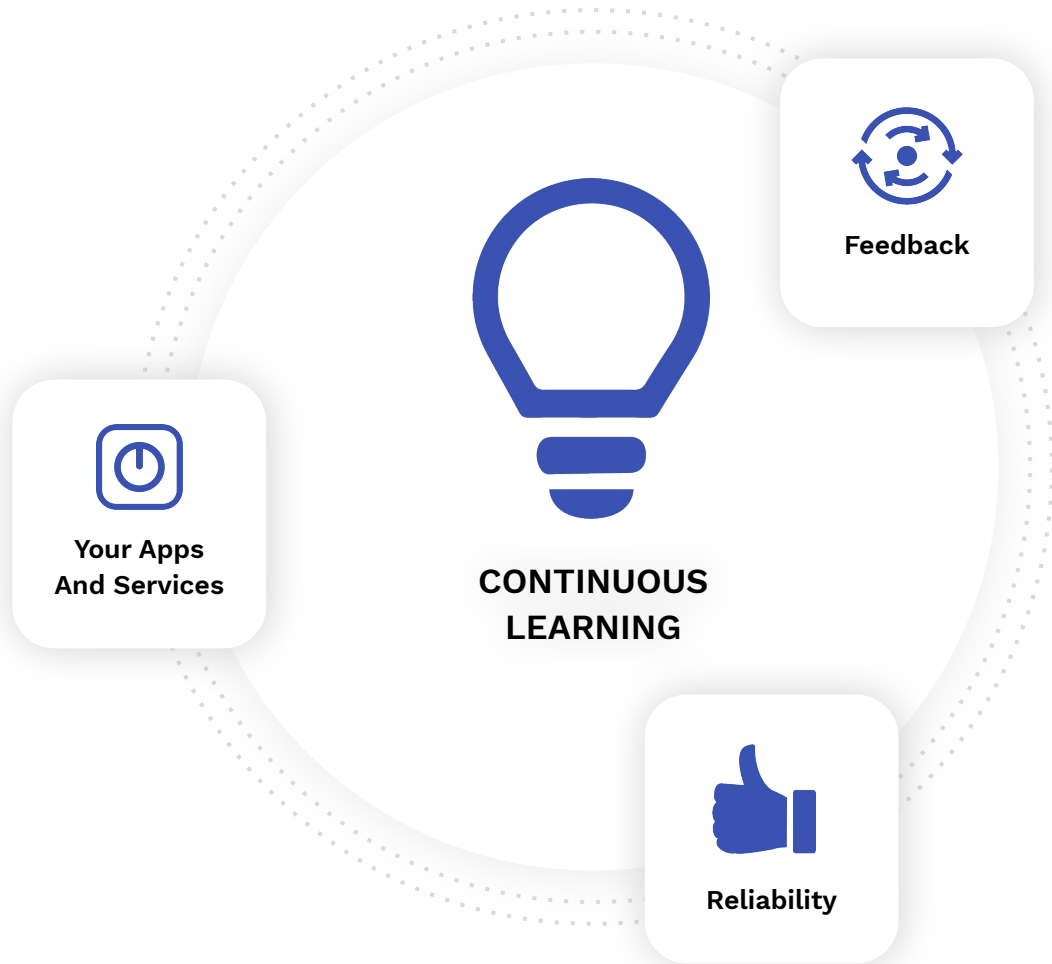 Feedback
Your Apps
And Services
CONTINUOUS
LEARNING
Reliability